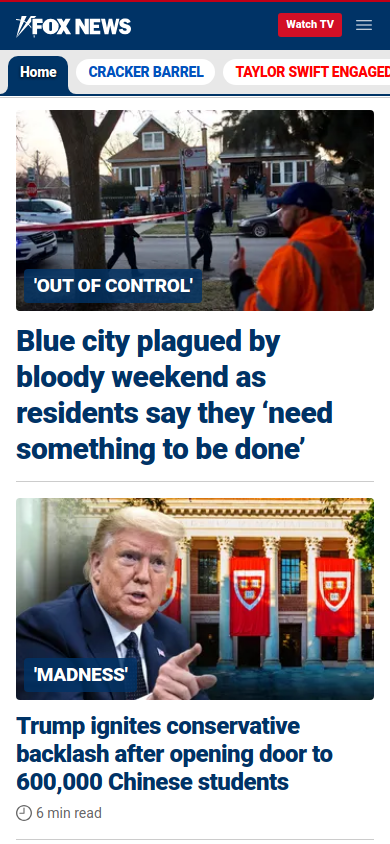 FOX NEWS
Watch TV
Home
CRACKER BARREL
TAYLOR SWIFT ENGAGED
'OUT OF CONTROL'
Blue city plagued by
bloody weekend as
residents say they ‘need
something to be done’
'MADNESS'
Trump ignites conservative
backlash after opening door to
600,000 Chinese students
6 min read